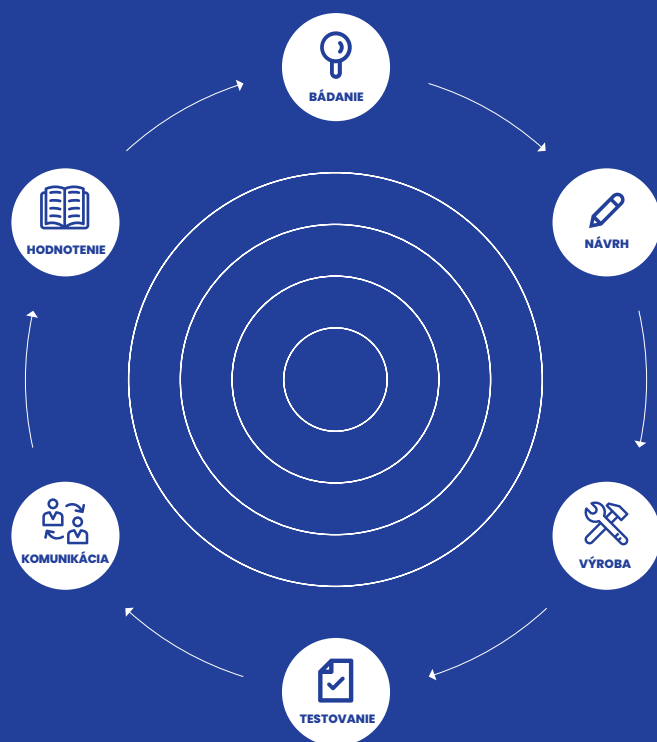 BÁDANIE
NÁVRH
VÝROBA
TESTOVANIE
KOMUNIKÁCIA
HODNOTENIE